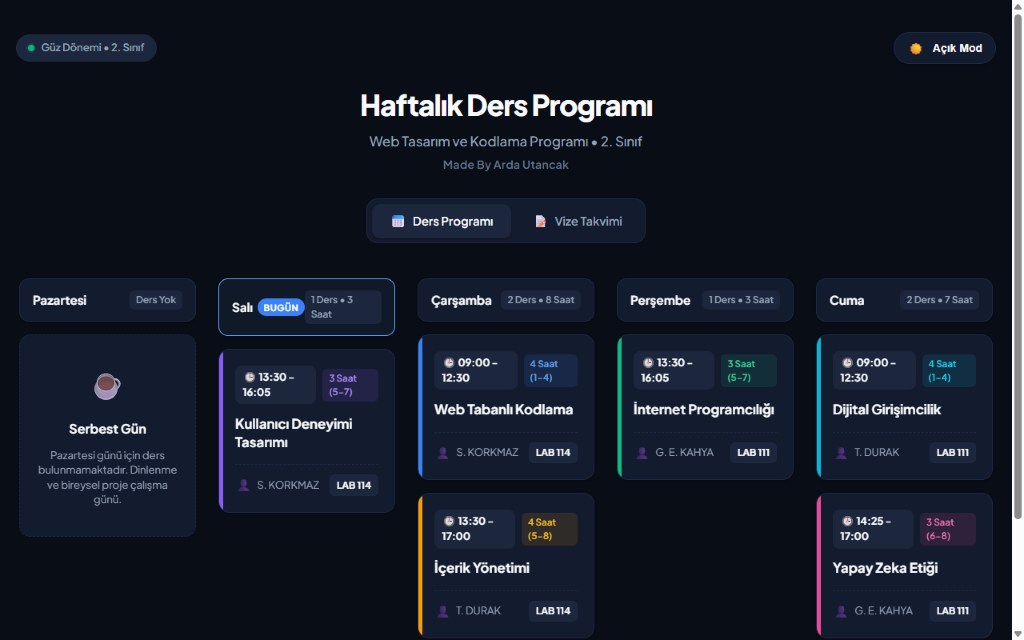 Güz Dönemi • 2. Sınıf
Açık Mod
Haftalık Ders Programı
Web Tasarım ve Kodlama Programı • 2. Sınıf
Made By Arda Utancak
Ders Programı
Vize Takvimi
Pazartesi
Ders Yok
Serbest Gün
Pazartesi günü için ders
bulunmamaktadır. Dinlenme
ve bireysel proje çalışma
günü.
Salı
BUGÜN
1 Ders • 3
Saat
13:30 –
16:05
3 Saat
(5–7)
Kullanıcı Deneyimi
Tasarımı
S. KORKMAZ
LAB 114
Çarşamba
2 Ders • 8 Saat
09:00 –
12:30
4 Saat
(1–4)
Web Tabanlı Kodlama
S. KORKMAZ
LAB 114
13:30 –
17:00
4 Saat
(5–8)
İçerik Yönetimi
T. DURAK
LAB 114
Perşembe
1 Ders • 3 Saat
13:30 –
16:05
3 Saat
(5–7)
İnternet Programcılığı
G. E. KAHYA
LAB 111
Cuma
2 Ders • 7 Saat
09:00 –
12:30
4 Saat
(1–4)
Dijital Girişimcilik
T. DURAK
LAB 111
14:25 –
17:00
3 Saat
(6–8)
Yapay Zeka Etiği
G. E. KAHYA
LAB 111